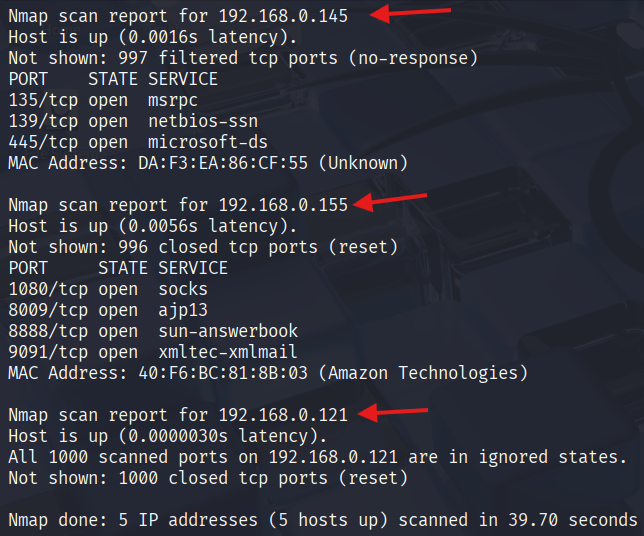 Nmap scan report for 192.168.0.145
Host is up (0.0016s latency).
Not shown: 997 filtered tcp ports (no-response)
PORT    STATE SERVICE
135/tcp open  msrpc
139/tcp open  netbios-ssn
445/tcp open  microsoft-ds
MAC Address: DA:F3:EA:86:CF:55 (Unknown)

Nmap scan report for 192.168.0.155
Host is up (0.0056s latency).
Not shown: 996 closed tcp ports (reset)
PORT     STATE SERVICE
1080/tcp open  socks
8009/tcp open  ajp13
8888/tcp open  sun-answerbook
9091/tcp open  xmltec-xmlmail
MAC Address: 40:F6:BC:81:8B:03 (Amazon Technologies)

Nmap scan report for 192.168.0.121
Host is up (0.0000030s latency).
All 1000 scanned ports on 192.168.0.121 are in ignored states.
Not shown: 1000 closed tcp ports (reset)

Nmap done: 5 IP addresses (5 hosts up) scanned in 39.70 seconds